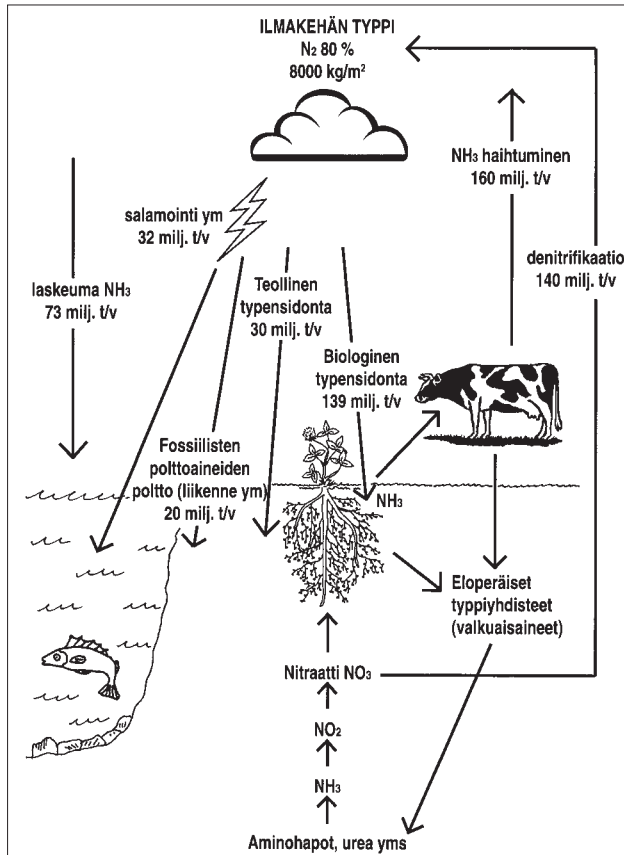 ILMAKEHÄN TYPPI
N₂ 80 %
8000 kg/m²
NH₃ haihtuminen
160 milj. t/v
salamointi ym
32 milj. t/v
denitrifikaatio
140 milj. t/v
laskeuma NH₃
73 milj. t/v
Teollinen
typensidonta
30 milj. t/v
Biologinen
typensidonta
139 milj. t/v
Fossiilisten
polttoaineiden
poltto (liikenne ym)
20 milj. t/v
NH₃
Eloperäiset
typpiyhdisteet
(valkuaisaineet)
Nitraatti NO₃
NO₂
NH₃
Aminohapot, urea yms